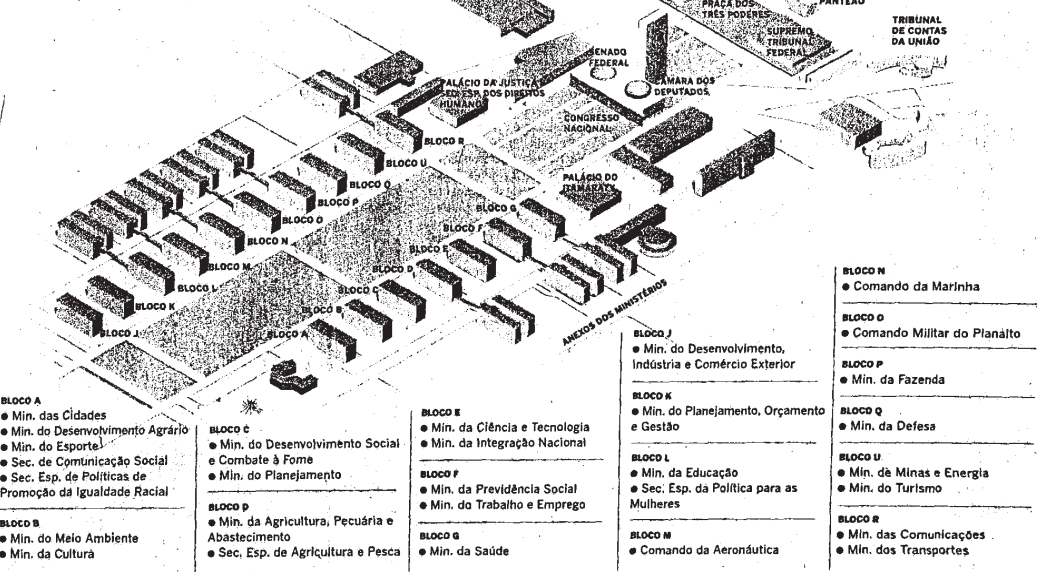 PRAÇA DOS
TRÊS PODERES
PANTEÃO
SUPREMO
TRIBUNAL
FEDERAL
TRIBUNAL
DE CONTAS
DA UNIÃO
SENADO
FEDERAL
CÂMARA DOS
DEPUTADOS
PALÁCIO DA JUSTIÇA
SEC. ESP. DOS DIREITOS
HUMANOS
CONGRESSO
NACIONAL
PALÁCIO DO
ITAMARATY
BLOCO R
BLOCO U
BLOCO Q
BLOCO P
BLOCO O
BLOCO N
BLOCO M
BLOCO L
BLOCO K
BLOCO J
BLOCO G
BLOCO F
BLOCO E
BLOCO D
BLOCO C
BLOCO B
BLOCO A
ANEXOS DOS MINISTÉRIOS
BLOCO A
● Min. das Cidades
● Min. do Desenvolvimento Agrário
● Min. do Esporte
● Sec. de Comunicação Social
● Sec. Esp. de Políticas de
Promoção da Igualdade Racial
BLOCO B
● Min. do Meio Ambiente
● Min. da Cultura
BLOCO C
● Min. do Desenvolvimento Social
e Combate à Fome
● Min. do Planejamento
BLOCO D
● Min. da Agricultura, Pecuária e
Abastecimento
● Sec. Esp. de Agricultura e Pesca
BLOCO E
● Min. da Ciência e Tecnologia
● Min. da Integração Nacional
BLOCO F
● Min. da Previdência Social
● Min. do Trabalho e Emprego
BLOCO G
● Min. da Saúde
BLOCO J
● Min. do Desenvolvimento,
Indústria e Comércio Exterior
BLOCO K
● Min. do Planejamento, Orçamento
e Gestão
BLOCO L
● Min. da Educação
● Sec. Esp. da Política para as
Mulheres
BLOCO M
● Comando da Aeronáutica
BLOCO N
● Comando da Marinha
BLOCO O
● Comando Militar do Planalto
BLOCO P
● Min. da Fazenda
BLOCO Q
● Min. da Defesa
BLOCO U
● Min. de Minas e Energia
● Min. do Turismo
BLOCO R
● Min. das Comunicações
● Min. dos Transportes